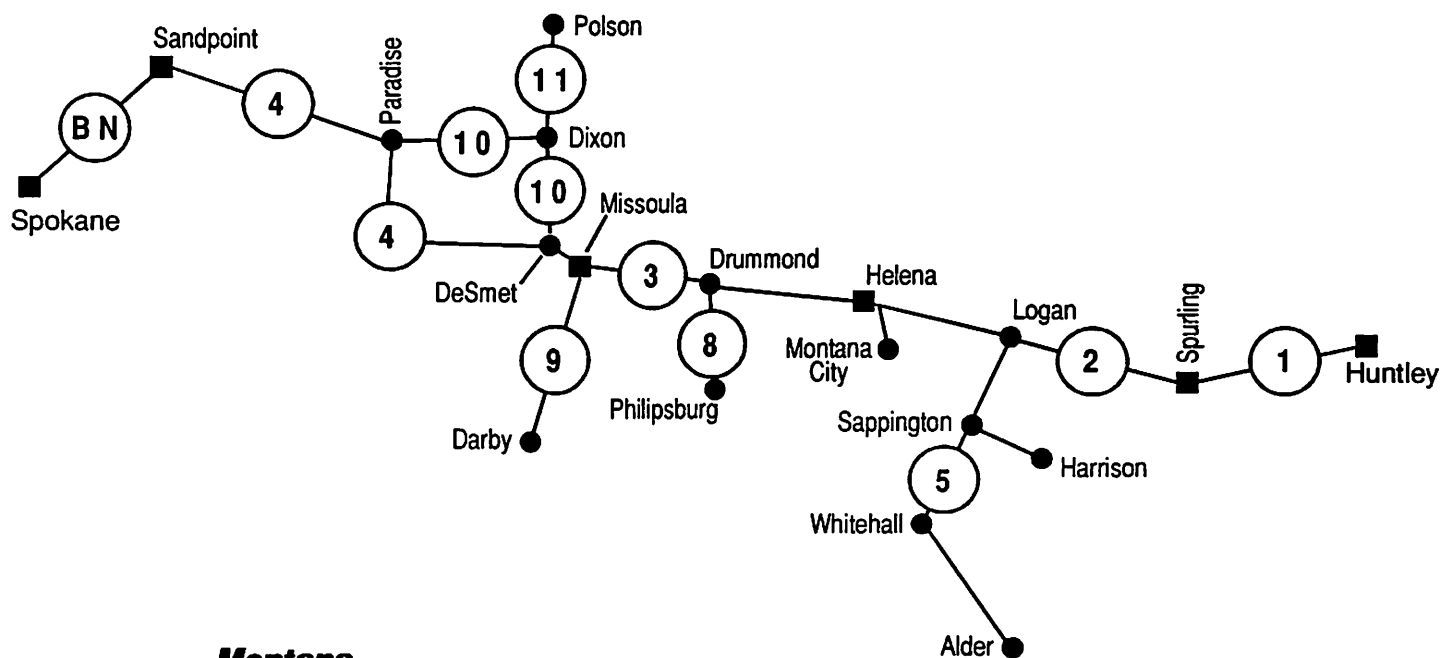 Polson
Sandpoint
Paradise
11
4
B N
10
Dixon
10
Missoula
Spokane
4
DeSmet
3
Drummond
Helena
Logan
Spurling
Montana
City
8
9
2
1
Huntley
Philipsburg
Darby
Sappington
Harrison
5
Whitehall
Alder
Montana